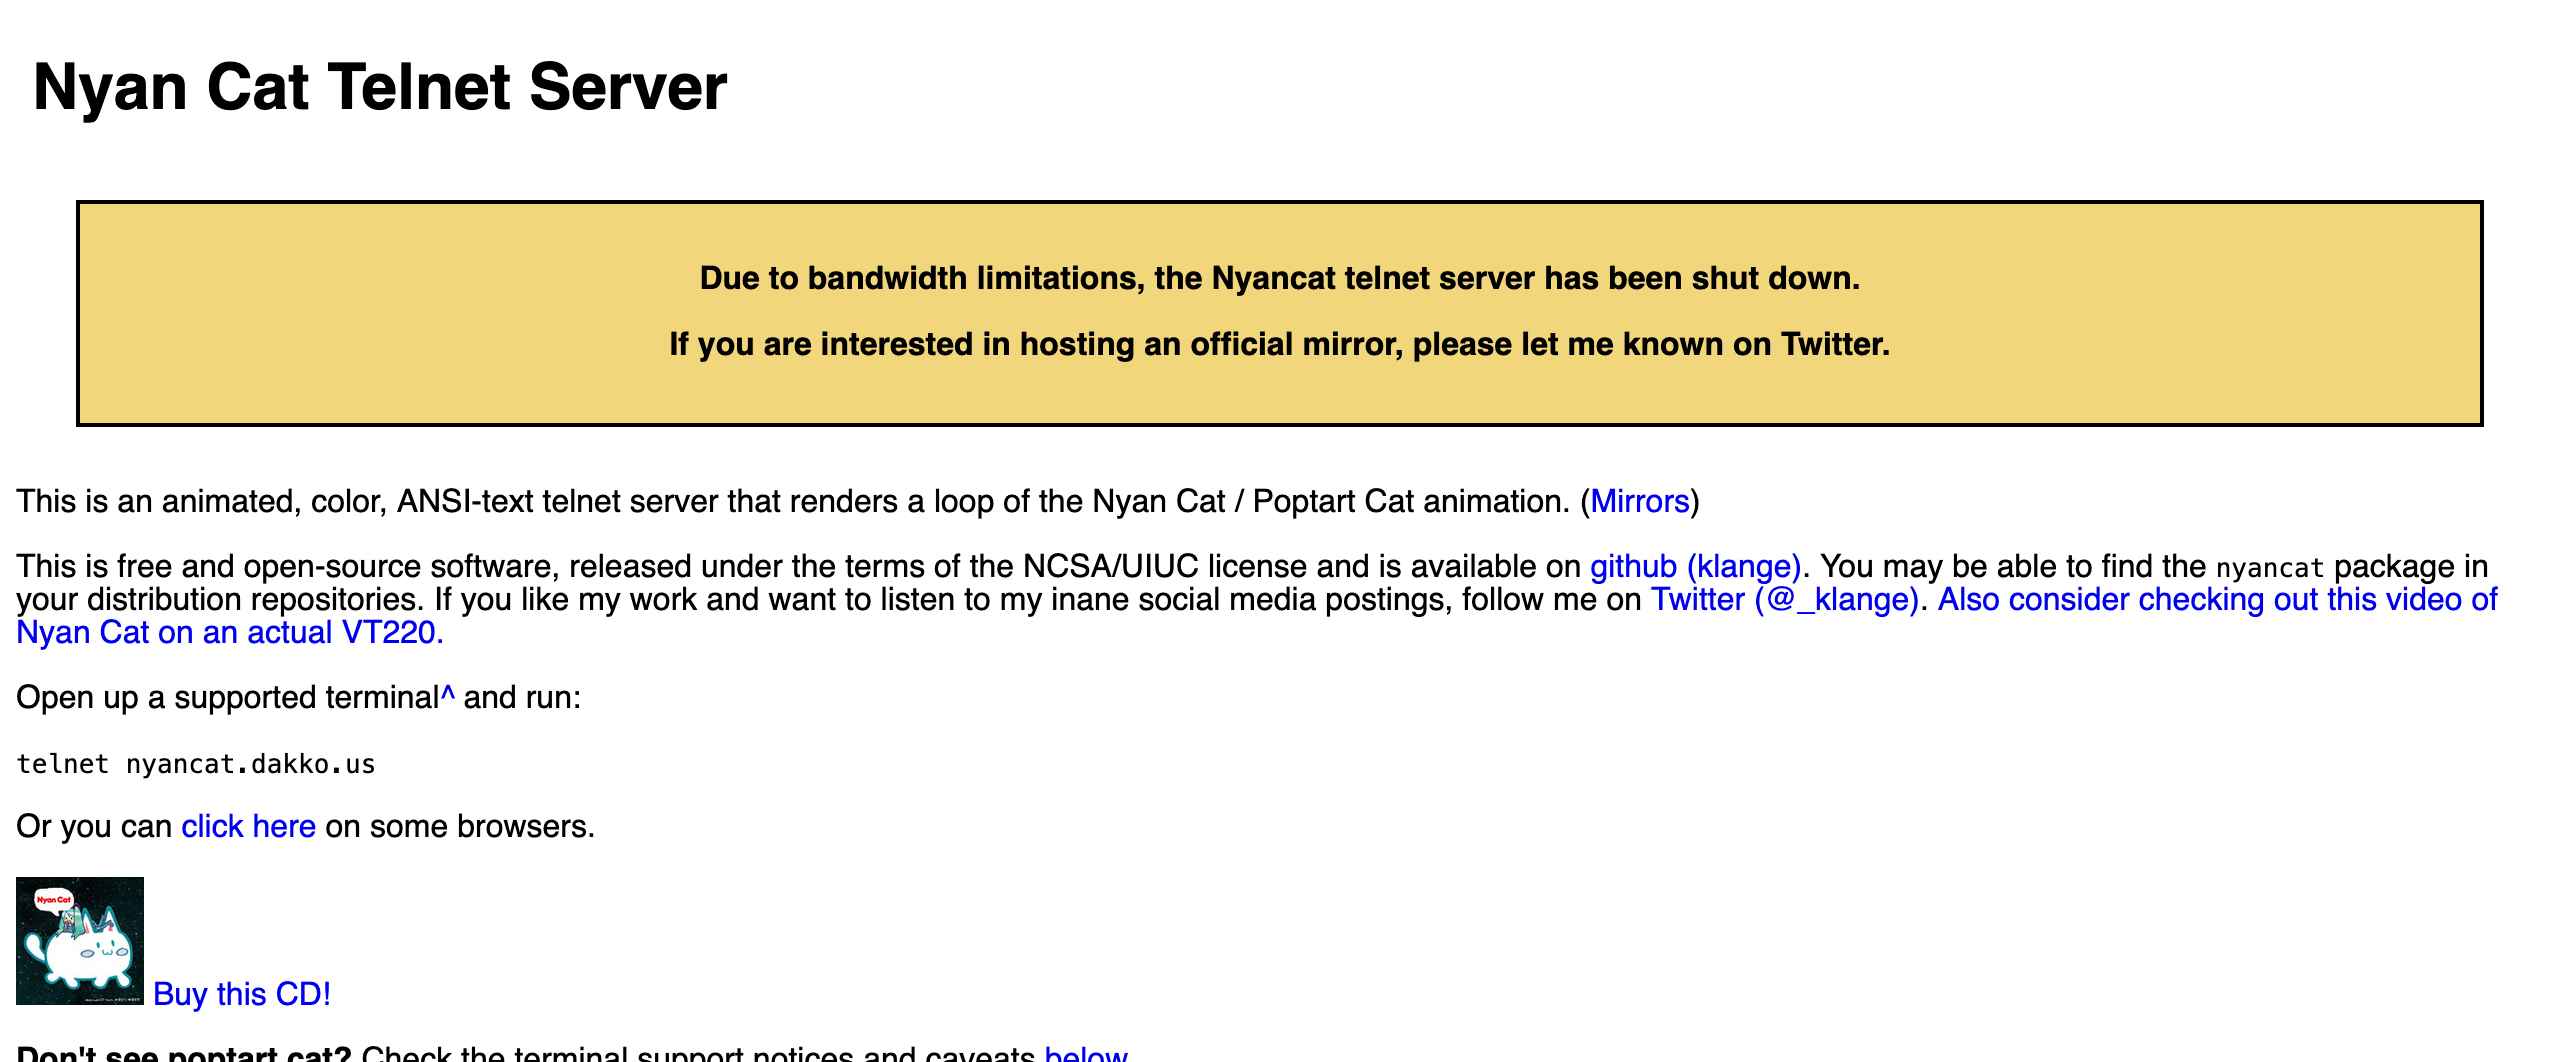 Nyan Cat Telnet Server
Due to bandwidth limitations, the Nyancat telnet server has been shut down.
If you are interested in hosting an official mirror, please let me known on Twitter.
This is an animated, color, ANSI-text telnet server that renders a loop of the Nyan Cat / Poptart Cat animation. (Mirrors)
This is free and open-source software, released under the terms of the NCSA/UIUC license and is available on github (klange). You may be able to find the nyancat package in
your distribution repositories. If you like my work and want to listen to my inane social media postings, follow me on Twitter (@_klange). Also consider checking out this video of
Nyan Cat on an actual VT220.
Open up a supported terminal^ and run:
telnet nyancat.dakko.us
Or you can click here on some browsers.
Nyan Cat
Buy this CD!
Don't see poptart cat? Check the terminal support notices and caveats below